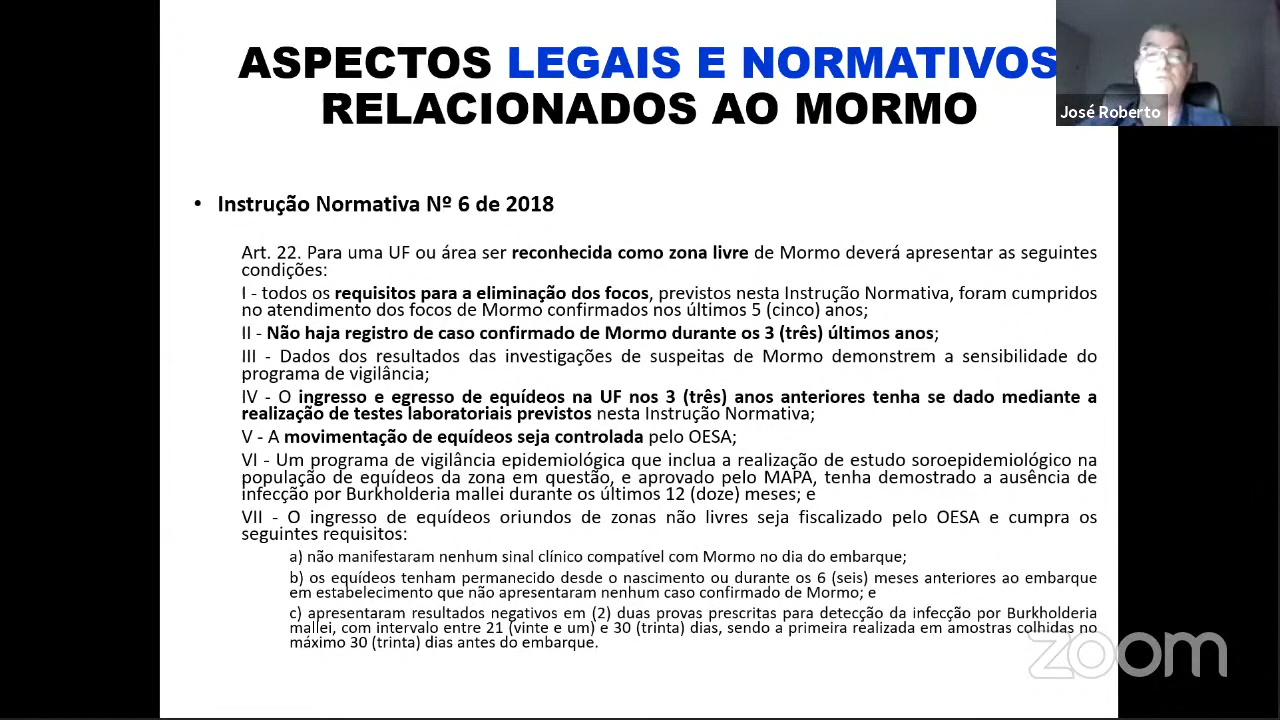 ASPECTOS LEGAIS E NORMATIVOS
RELACIONADOS AO MORMO
José Roberto
• Instrução Normativa Nº 6 de 2018
Art. 22. Para uma UF ou área ser reconhecida como zona livre de Mormo deverá apresentar as seguintes
condições:
I - todos os requisitos para a eliminação dos focos, previstos nesta Instrução Normativa, foram cumpridos
no atendimento dos focos de Mormo confirmados nos últimos 5 (cinco) anos;
II - Não haja registro de caso confirmado de Mormo durante os 3 (três) últimos anos;
III - Dados dos resultados das investigações de suspeitas de Mormo demonstrem a sensibilidade do
programa de vigilância;
IV - O ingresso e egresso de equídeos na UF nos 3 (três) anos anteriores tenha se dado mediante a
realização de testes laboratoriais previstos nesta Instrução Normativa;
V - A movimentação de equídeos seja controlada pelo OESA;
VI - Um programa de vigilância epidemiológica que inclua a realização de estudo soroepidemiológico na
população de equídeos da zona em questão, e aprovado pelo MAPA, tenha demostrado a ausência de
infecção por Burkholderia mallei durante os últimos 12 (doze) meses; e
VII - O ingresso de equídeos oriundos de zonas não livres seja fiscalizado pelo OESA e cumpra os
seguintes requisitos:
a) não manifestaram nenhum sinal clínico compatível com Mormo no dia do embarque;
b) os equídeos tenham permanecido desde o nascimento ou durante os 6 (seis) meses anteriores ao embarque
em estabelecimento que não apresentaram nenhum caso confirmado de Mormo; e
c) apresentaram resultados negativos em (2) duas provas prescritas para detecção da infecção por Burkholderia
mallei, com intervalo entre 21 (vinte e um) e 30 (trinta) dias, sendo a primeira realizada em amostras colhidas no
máximo 30 (trinta) dias antes do embarque.
zoom